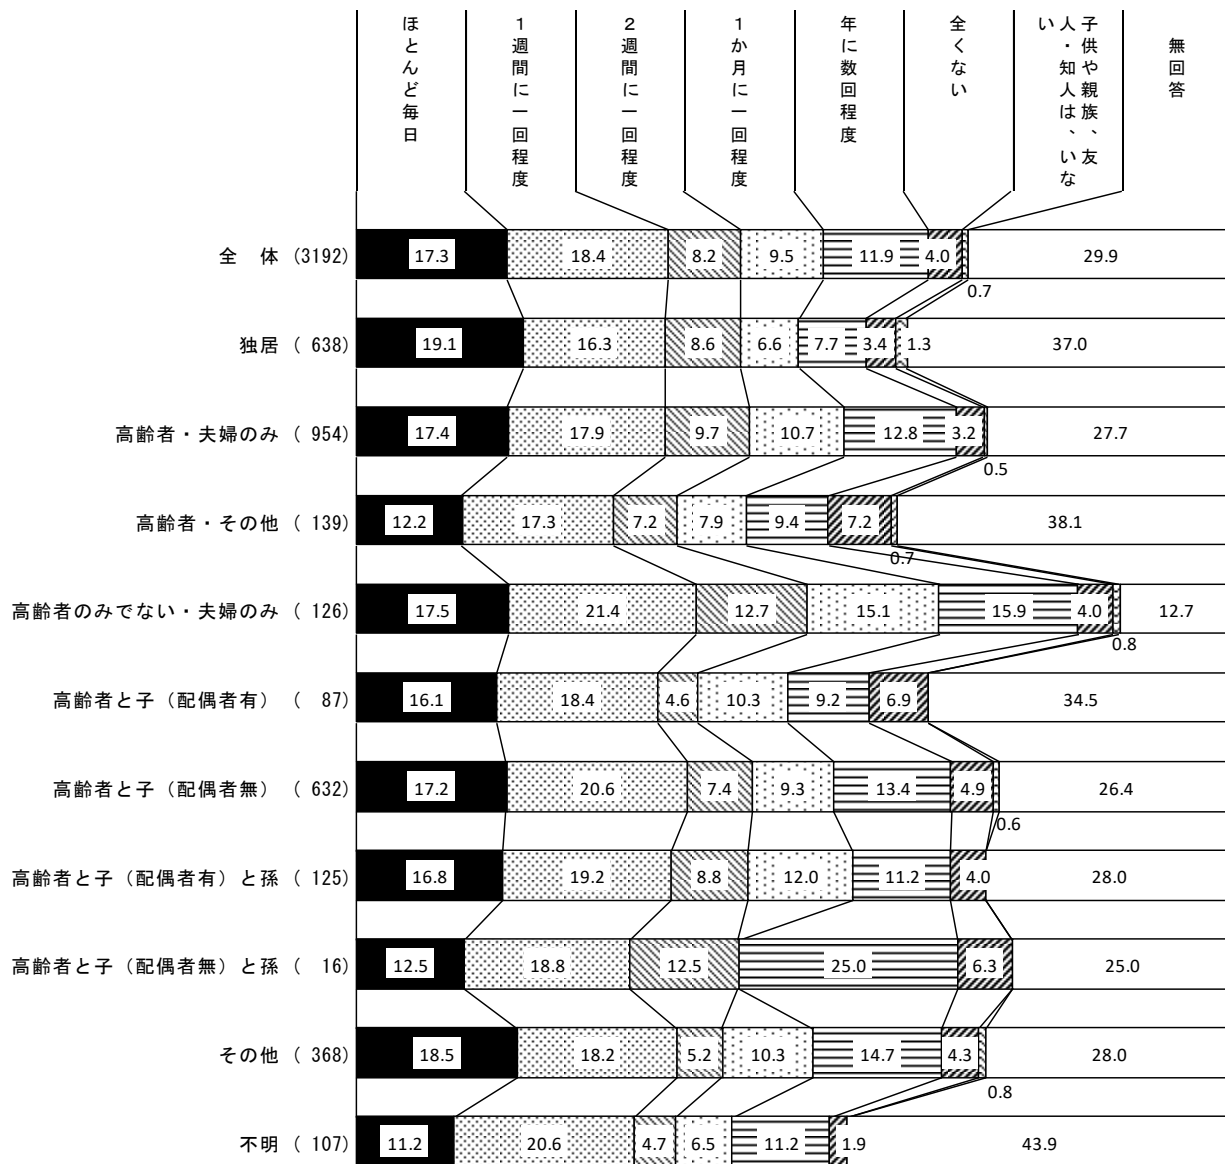 ほとんど毎日
１週間に一回程度
２週間に一回程度
１か月に一回程度
年に数回程度
全くない
子供や親族、友
人・知人は、いな
い
無回答
全　体 (3192)
17.3 18.4 8.2 9.5 11.9 4.0 29.9
0.7
独居 ( 638)
19.1 16.3 8.6 6.6 7.7 3.4 1.3 37.0
高齢者・夫婦のみ ( 954)
17.4 17.9 9.7 10.7 12.8 3.2 27.7
0.5
高齢者・その他 ( 139)
12.2 17.3 7.2 7.9 9.4 7.2 38.1
0.7
高齢者のみでない・夫婦のみ ( 126)
17.5 21.4 12.7 15.1 15.9 4.0 12.7
0.8
高齢者と子（配偶者有） ( 87)
16.1 18.4 4.6 10.3 9.2 6.9 34.5
高齢者と子（配偶者無） ( 632)
17.2 20.6 7.4 9.3 13.4 4.9 26.4
0.6
高齢者と子（配偶者有）と孫 ( 125)
16.8 19.2 8.8 12.0 11.2 4.0 28.0
高齢者と子（配偶者無）と孫 ( 16)
12.5 18.8 12.5 25.0 6.3 25.0
その他 ( 368)
18.5 18.2 5.2 10.3 14.7 4.3 28.0
0.8
不明 ( 107)
11.2 20.6 4.7 6.5 11.2 1.9 43.9